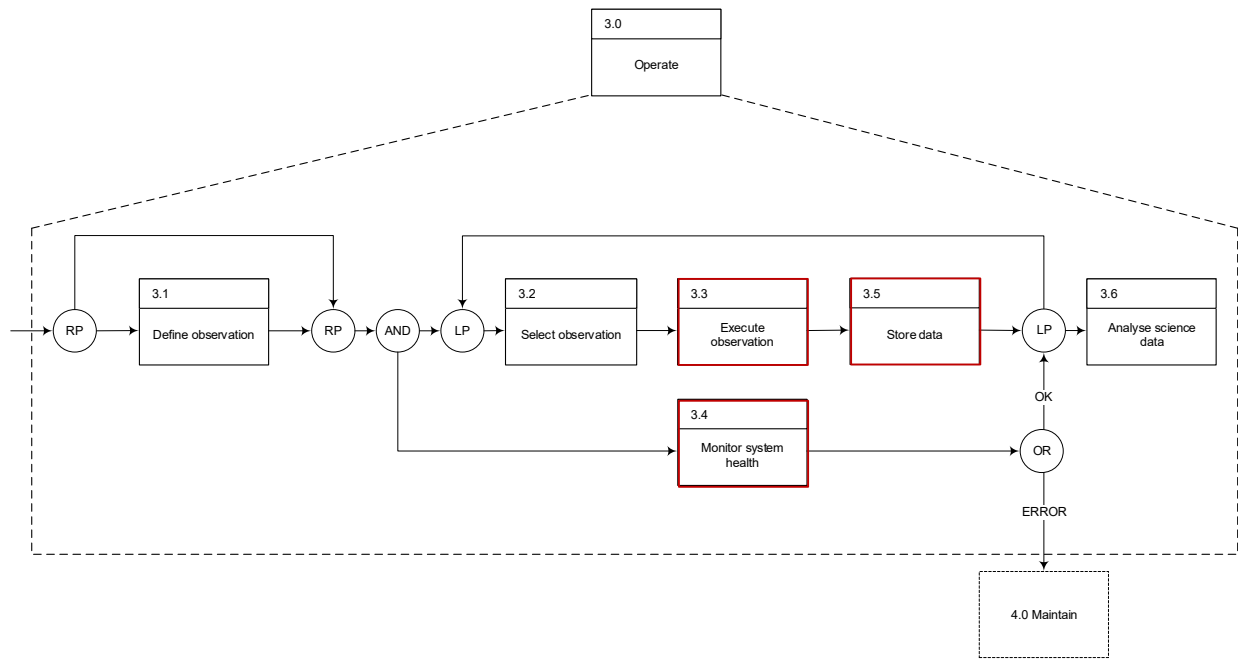 3.0
Operate
3.1
Define observation
3.2
Select observation
3.3
Execute
observation
3.5
Store data
3.6
Analyse science
data
RP
RP
AND
LP
LP
OK
3.4
Monitor system
health
OR
ERROR
4.0 Maintain